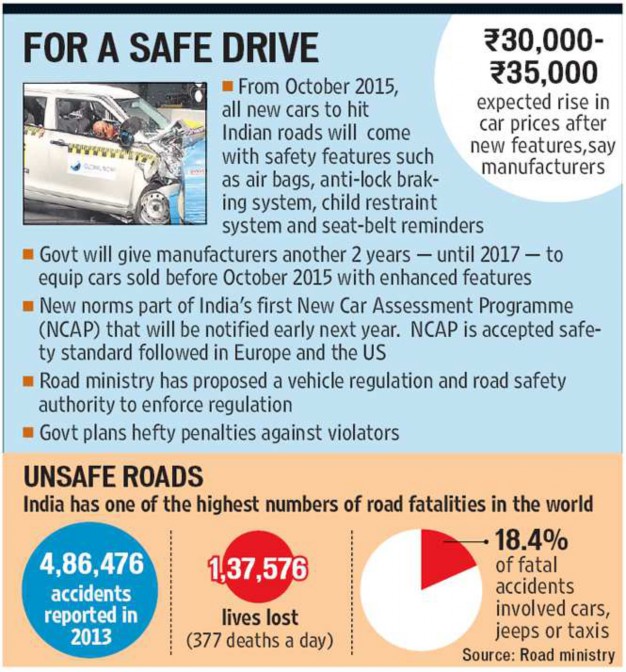 FOR A SAFE DRIVE
₹30,000-
₹35,000
expected rise in
car prices after
new features,say
manufacturers
From October 2015,
all new cars to hit
Indian roads will come
with safety features such
as air bags, anti-lock brak-
ing system, child restraint
system and seat-belt reminders
Govt will give manufacturers another 2 years — until 2017 — to
equip cars sold before October 2015 with enhanced features
New norms part of India's first New Car Assessment Programme
(NCAP) that will be notified early next year. NCAP is accepted safe-
ty standard followed in Europe and the US
Road ministry has proposed a vehicle regulation and road safety
authority to enforce regulation
Govt plans hefty penalties against violators
UNSAFE ROADS
India has one of the highest numbers of road fatalities in the world
4,86,476
accidents
reported in
2013
1,37,576
lives lost
(377 deaths a day)
18.4%
of fatal
accidents
involved cars,
jeeps or taxis
Source: Road ministry